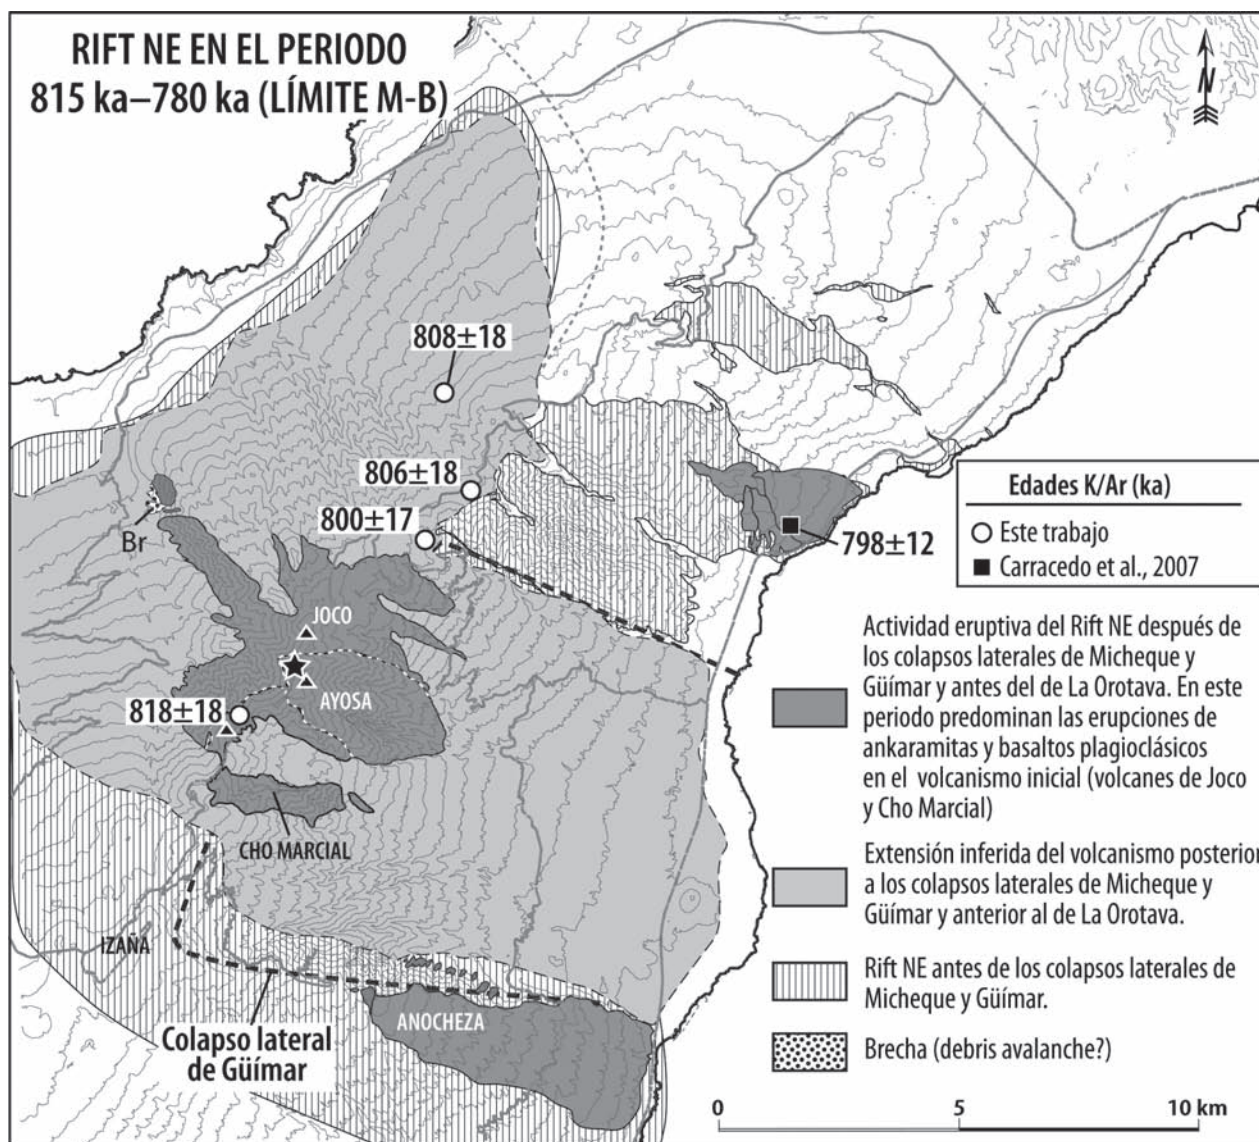 RIFT NE EN EL PERIODO
815 ka–780 ka (LÍMITE M-B)
N
808±18
806±18
800±17
798±12
Br
JOCO
AYOSA
818±18
CHO MARCIAL
IZAÑA
ANOCHEZA
Colapso lateral
de Güímar
Edades K/Ar (ka)
Este trabajo
Carracedo et al., 2007
Actividad eruptiva del Rift NE después de
los colapsos laterales de Micheque y
Güímar y antes del de La Orotava. En este
periodo predominan las erupciones de
ankaramitas y basaltos plagioclásicos
en el volcanismo inicial (volcanes de Joco
y Cho Marcial)
Extensión inferida del volcanismo posterior
a los colapsos laterales de Micheque y
Güímar y anterior al de La Orotava.
Rift NE antes de los colapsos laterales de
Micheque y Güímar.
Brecha (debris avalanche?)
0 5 10 km